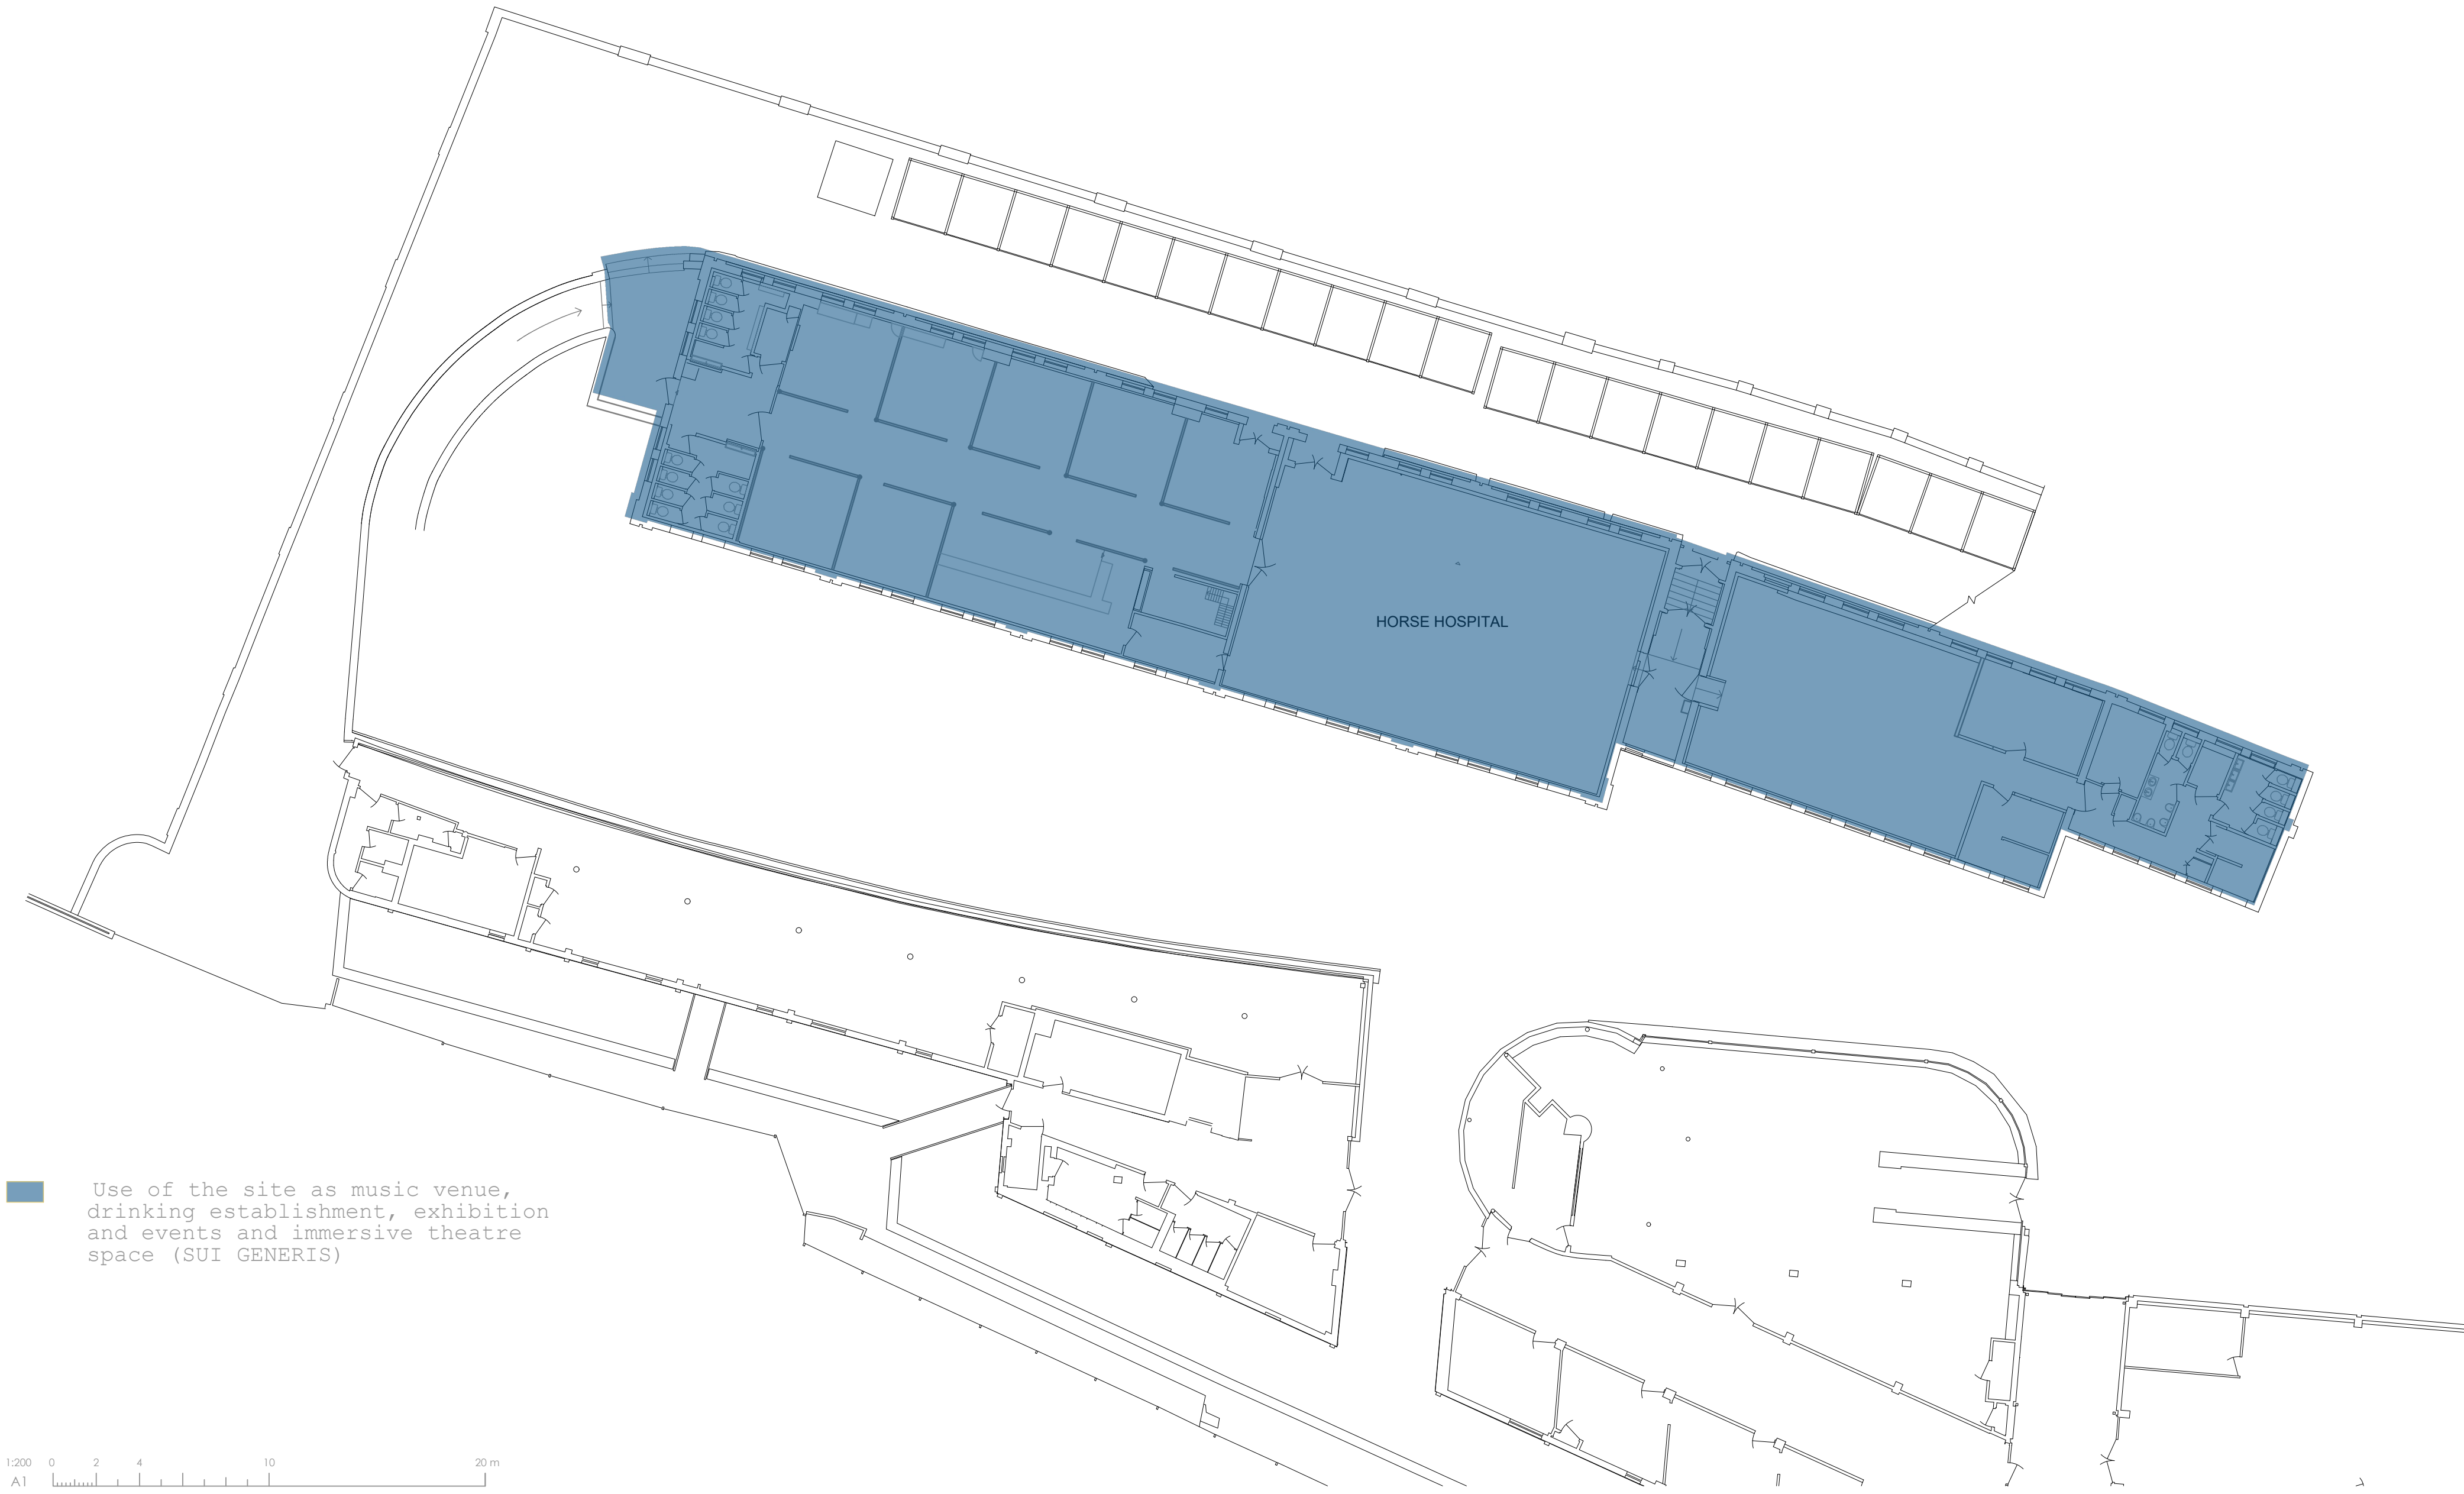 HORSE HOSPITAL
Use of the site as music venue,
drinking establishment, exhibition
and events and immersive theatre
space (SUI GENERIS)
1:200 0 2 4 10 20 m
A1